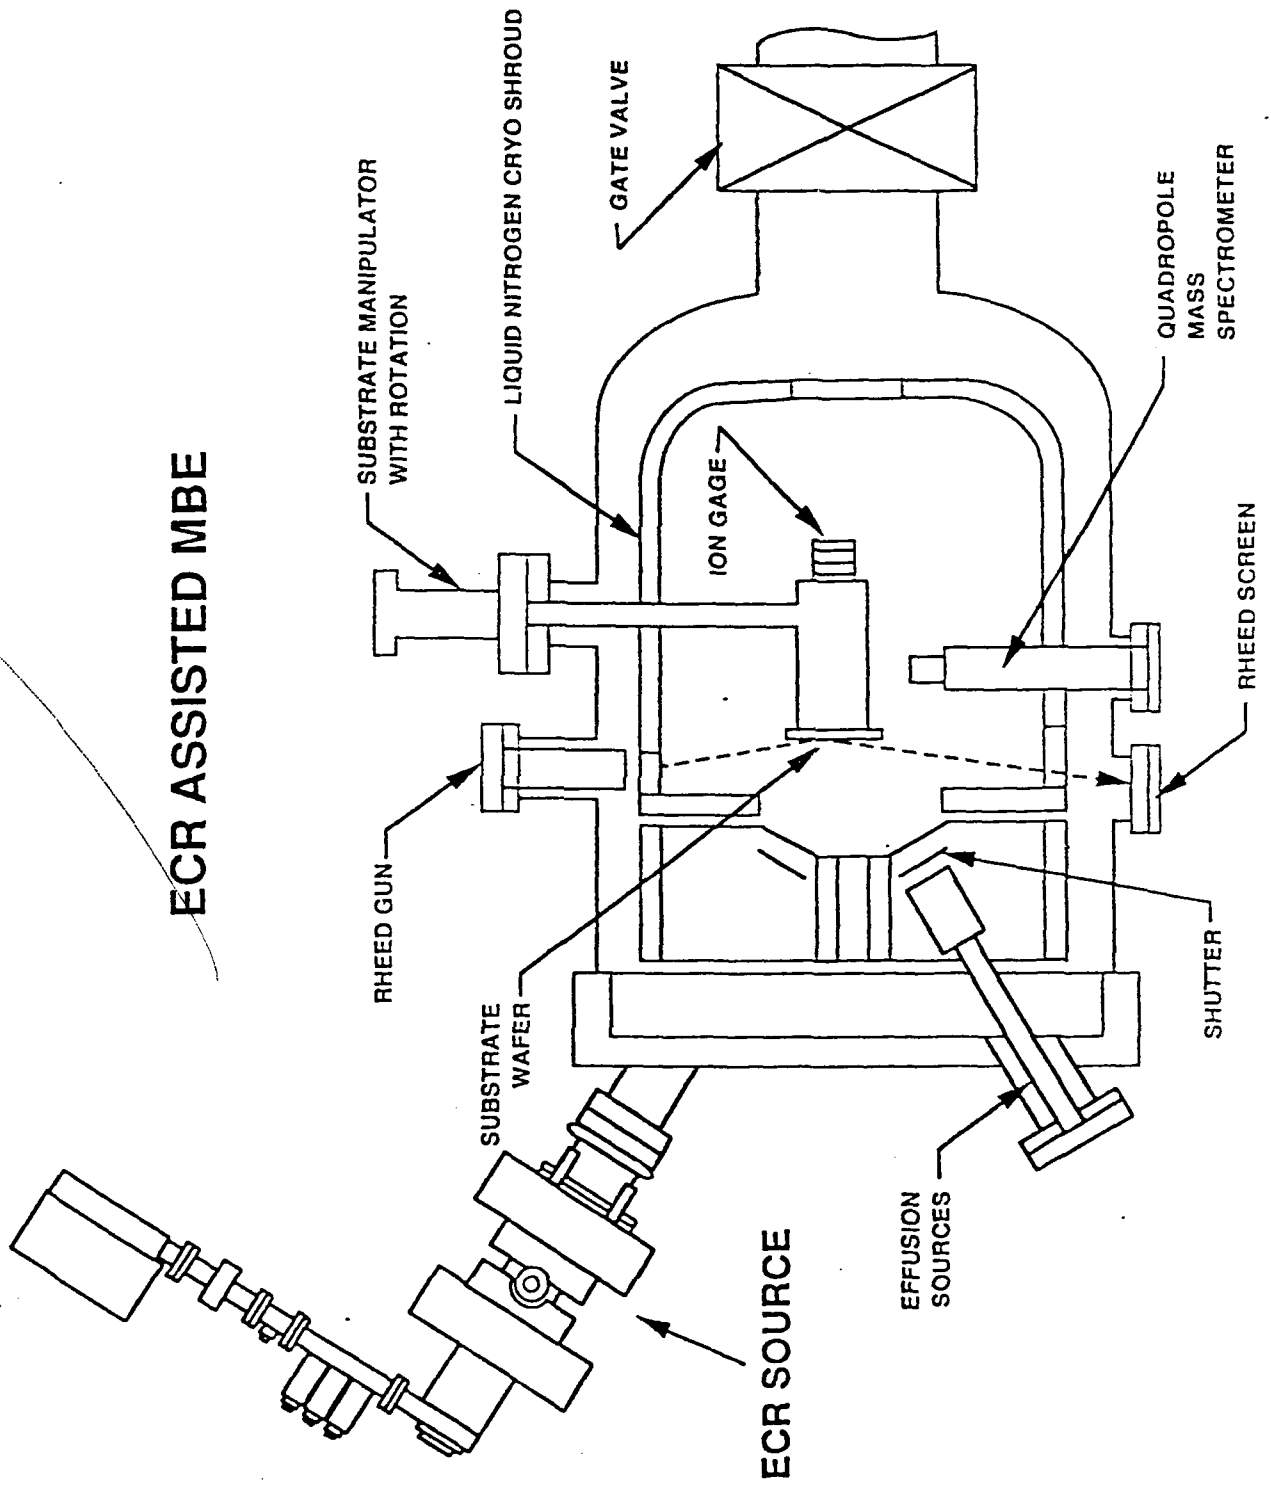 ECR ASSISTED MBE
SUBSTRATE MANIPULATOR
WITH ROTATION
LIQUID NITROGEN CRYO SHROUD
GATE VALVE
RHEED GUN
ION GAGE
SUBSTRATE
WAFER
QUADROPOLE
MASS
SPECTROMETER
RHEED SCREEN
SHUTTER
EFFUSION
SOURCES
ECR SOURCE